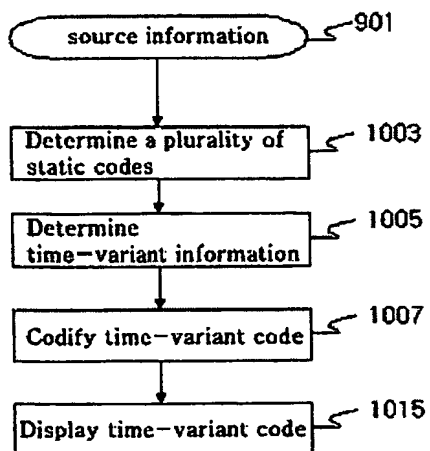 source information
901
Determine a plurality of
static codes
1003
Determine
time-variant information
1005
Codify time-variant code
1007
Display time-variant code
1015